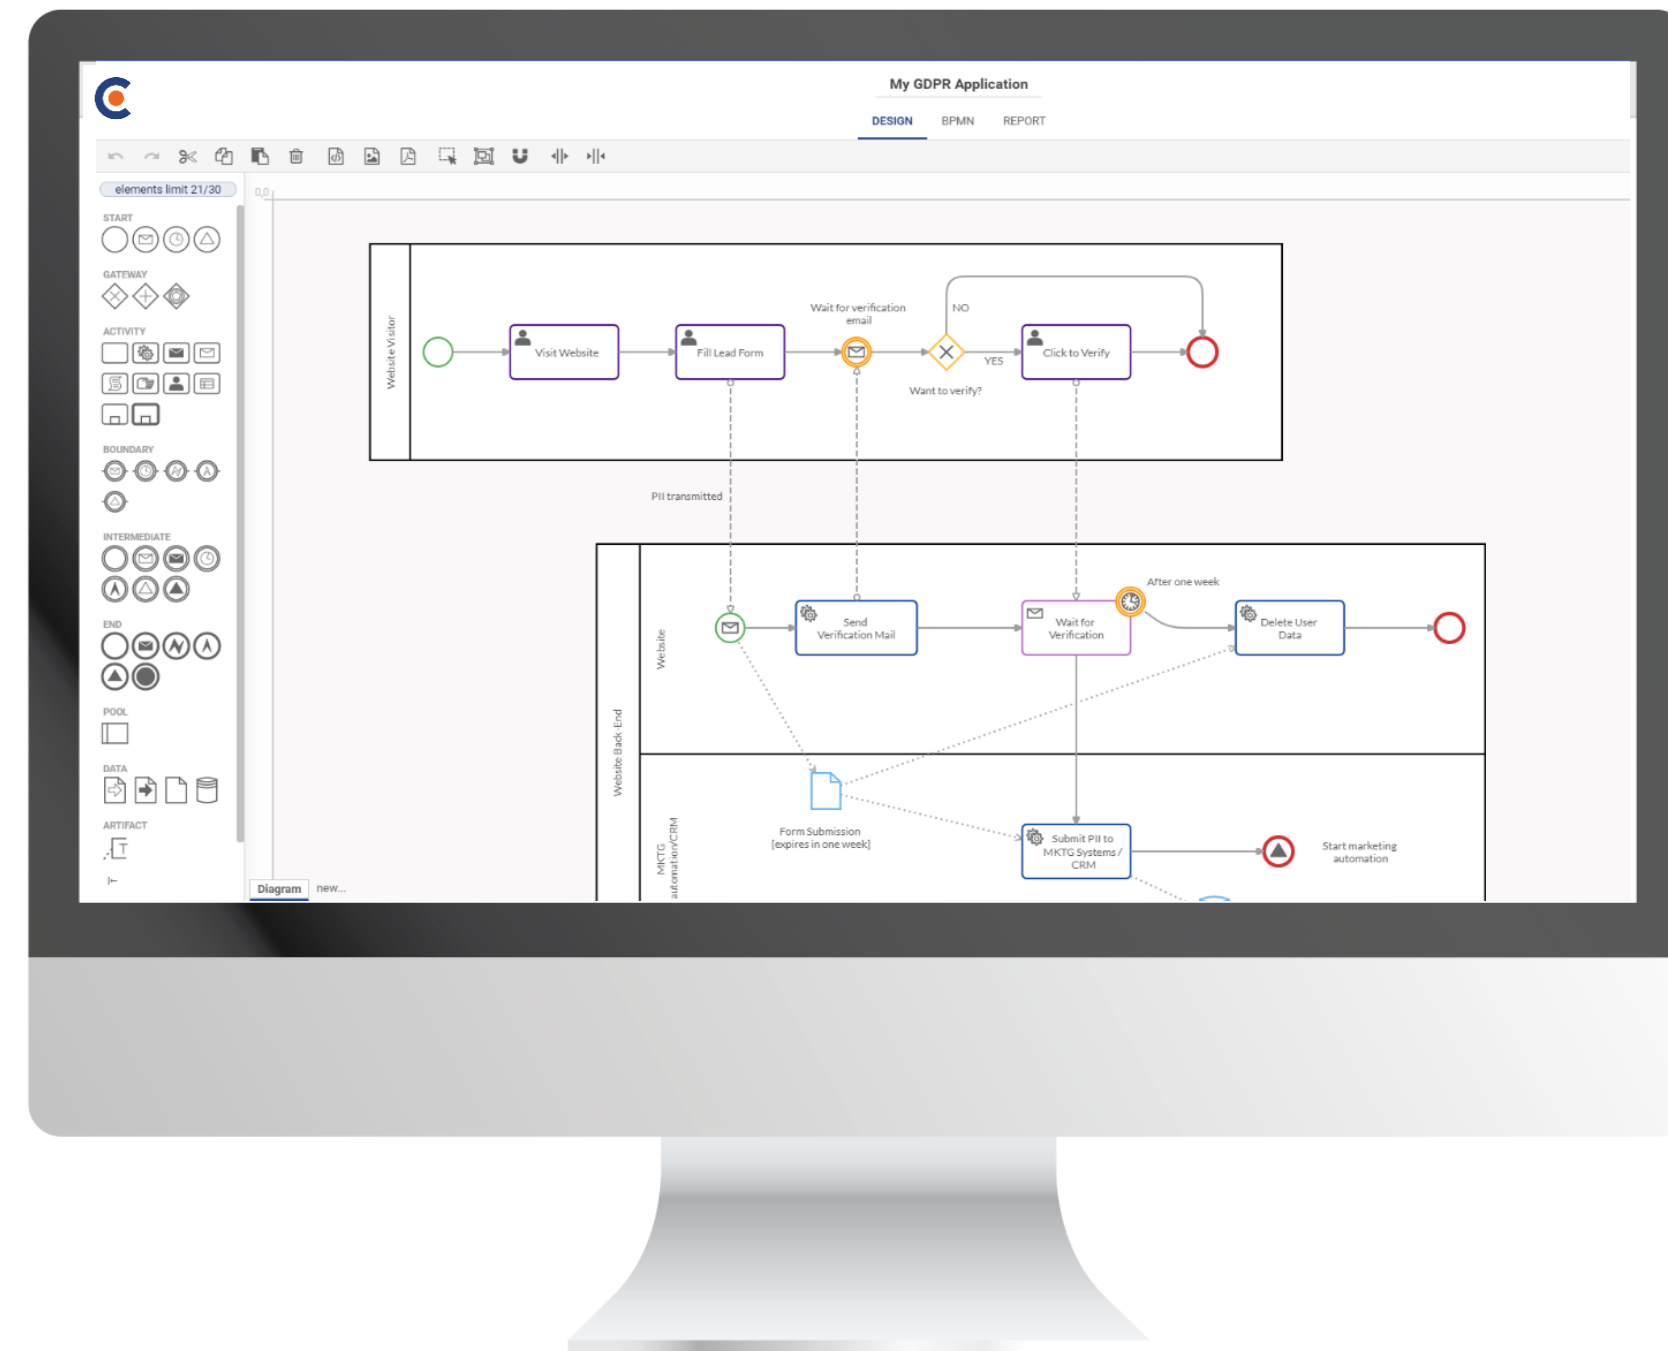 My GDPR Application
DESIGN BPMN REPORT
elements limit 21/30
0,0
START
GATEWAY
ACTIVITY
BOUNDARY
INTERMEDIATE
END
POOL
DATA
ARTIFACT
T
Website Visitor
Visit Website
Fill Lead Form
Wait for verification
email
NO
YES
Want to verify?
Click to Verify
PII transmitted
Website Back-End
Website
Send
Verification Mail
Wait for
Verification
After one week
Delete User
Data
MKTG
automation/CRM
Form Submission
[expires in one week]
Submit PII to
MKTG Systems /
CRM
Start marketing
automation
Diagram new...